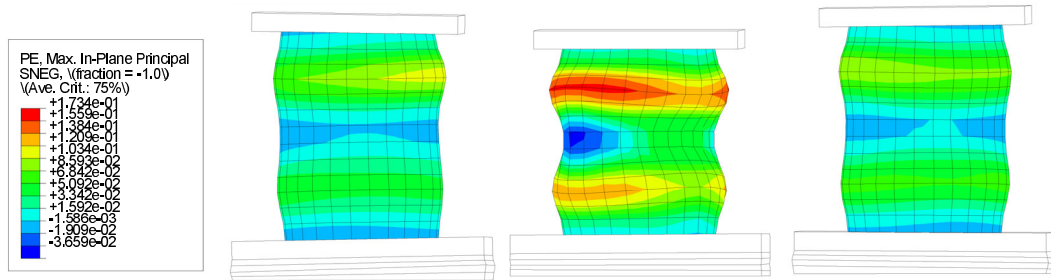 PE, Max. In-Plane Principal
SNEG, \(fraction = -1.0\)
\(Ave. Crit.: 75%\)
+1.734e-01
+1.559e-01
+1.384e-01
+1.209e-01
+1.034e-01
+8.593e-02
+6.842e-02
+5.092e-02
+3.342e-02
+1.592e-02
-1.586e-03
-1.909e-02
-3.659e-02